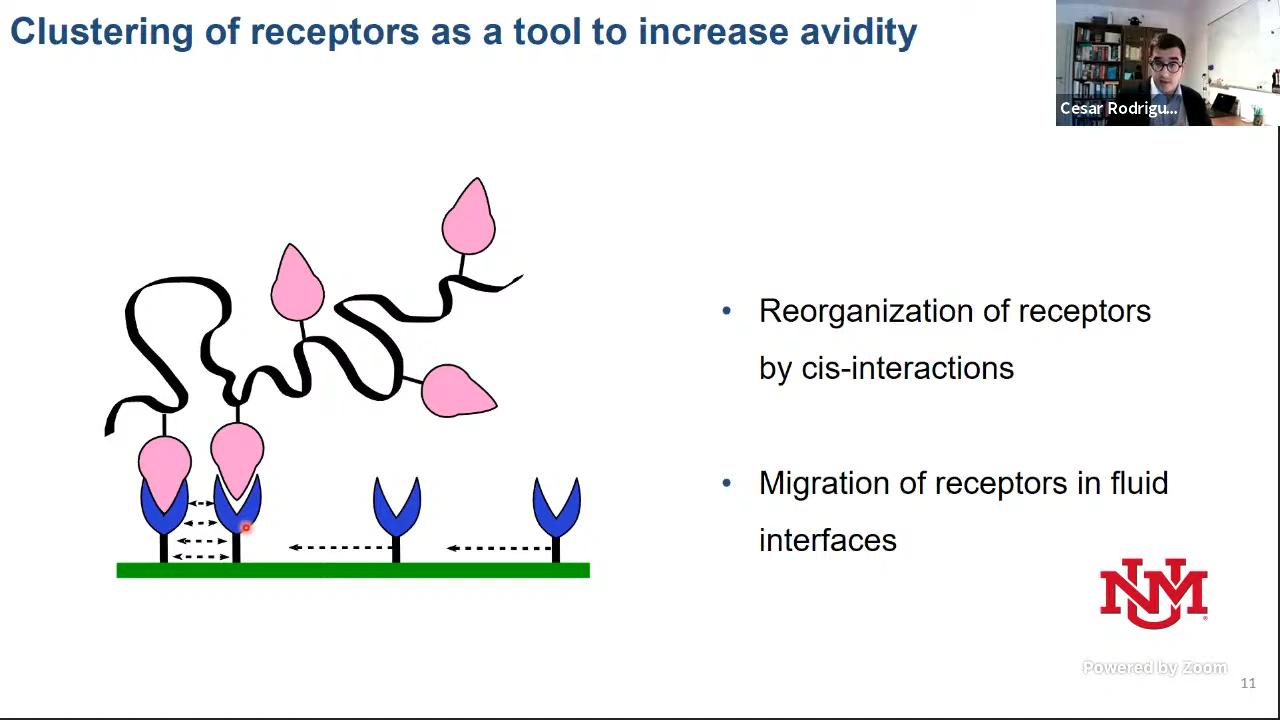 Clustering of receptors as a tool to increase avidity
Cesar Rodrigu...
• Reorganization of receptors
by cis-interactions
• Migration of receptors in fluid
interfaces
NM
U
®
Powered by Zoom
11